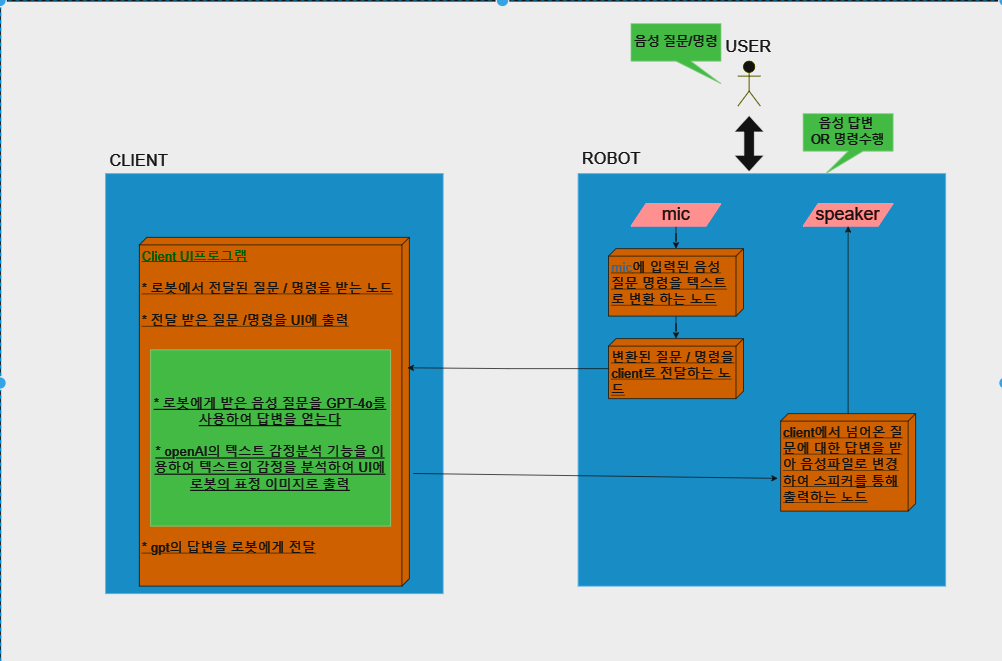 음성 질문/명령
USER
음성 답변
OR 명령수행
CLIENT
ROBOT
mic
speaker
Client UI프로그램
* 로봇에서 전달된 질문 / 명령을 받는 노드
* 전달 받은 질문 /명령을 UI에 출력
* 로봇에게 받은 음성 질문을 GPT-4o를
사용하여 답변을 얻는다
* openAI의 텍스트 감정분석 기능을 이
용하여 텍스트의 감정을 분석하여 UI에
로봇의 표정 이미지로 출력
* gpt의 답변을 로봇에게 전달
mic에 입력된 음성
질문 명령을 텍스트
로 변환 하는 노드
변환된 질문 / 명령을
client로 전달하는 노
드
client에서 넘어온 질
문에 대한 답변을 받
아 음성파일로 변경
하여 스피커를 통해
출력하는 노드